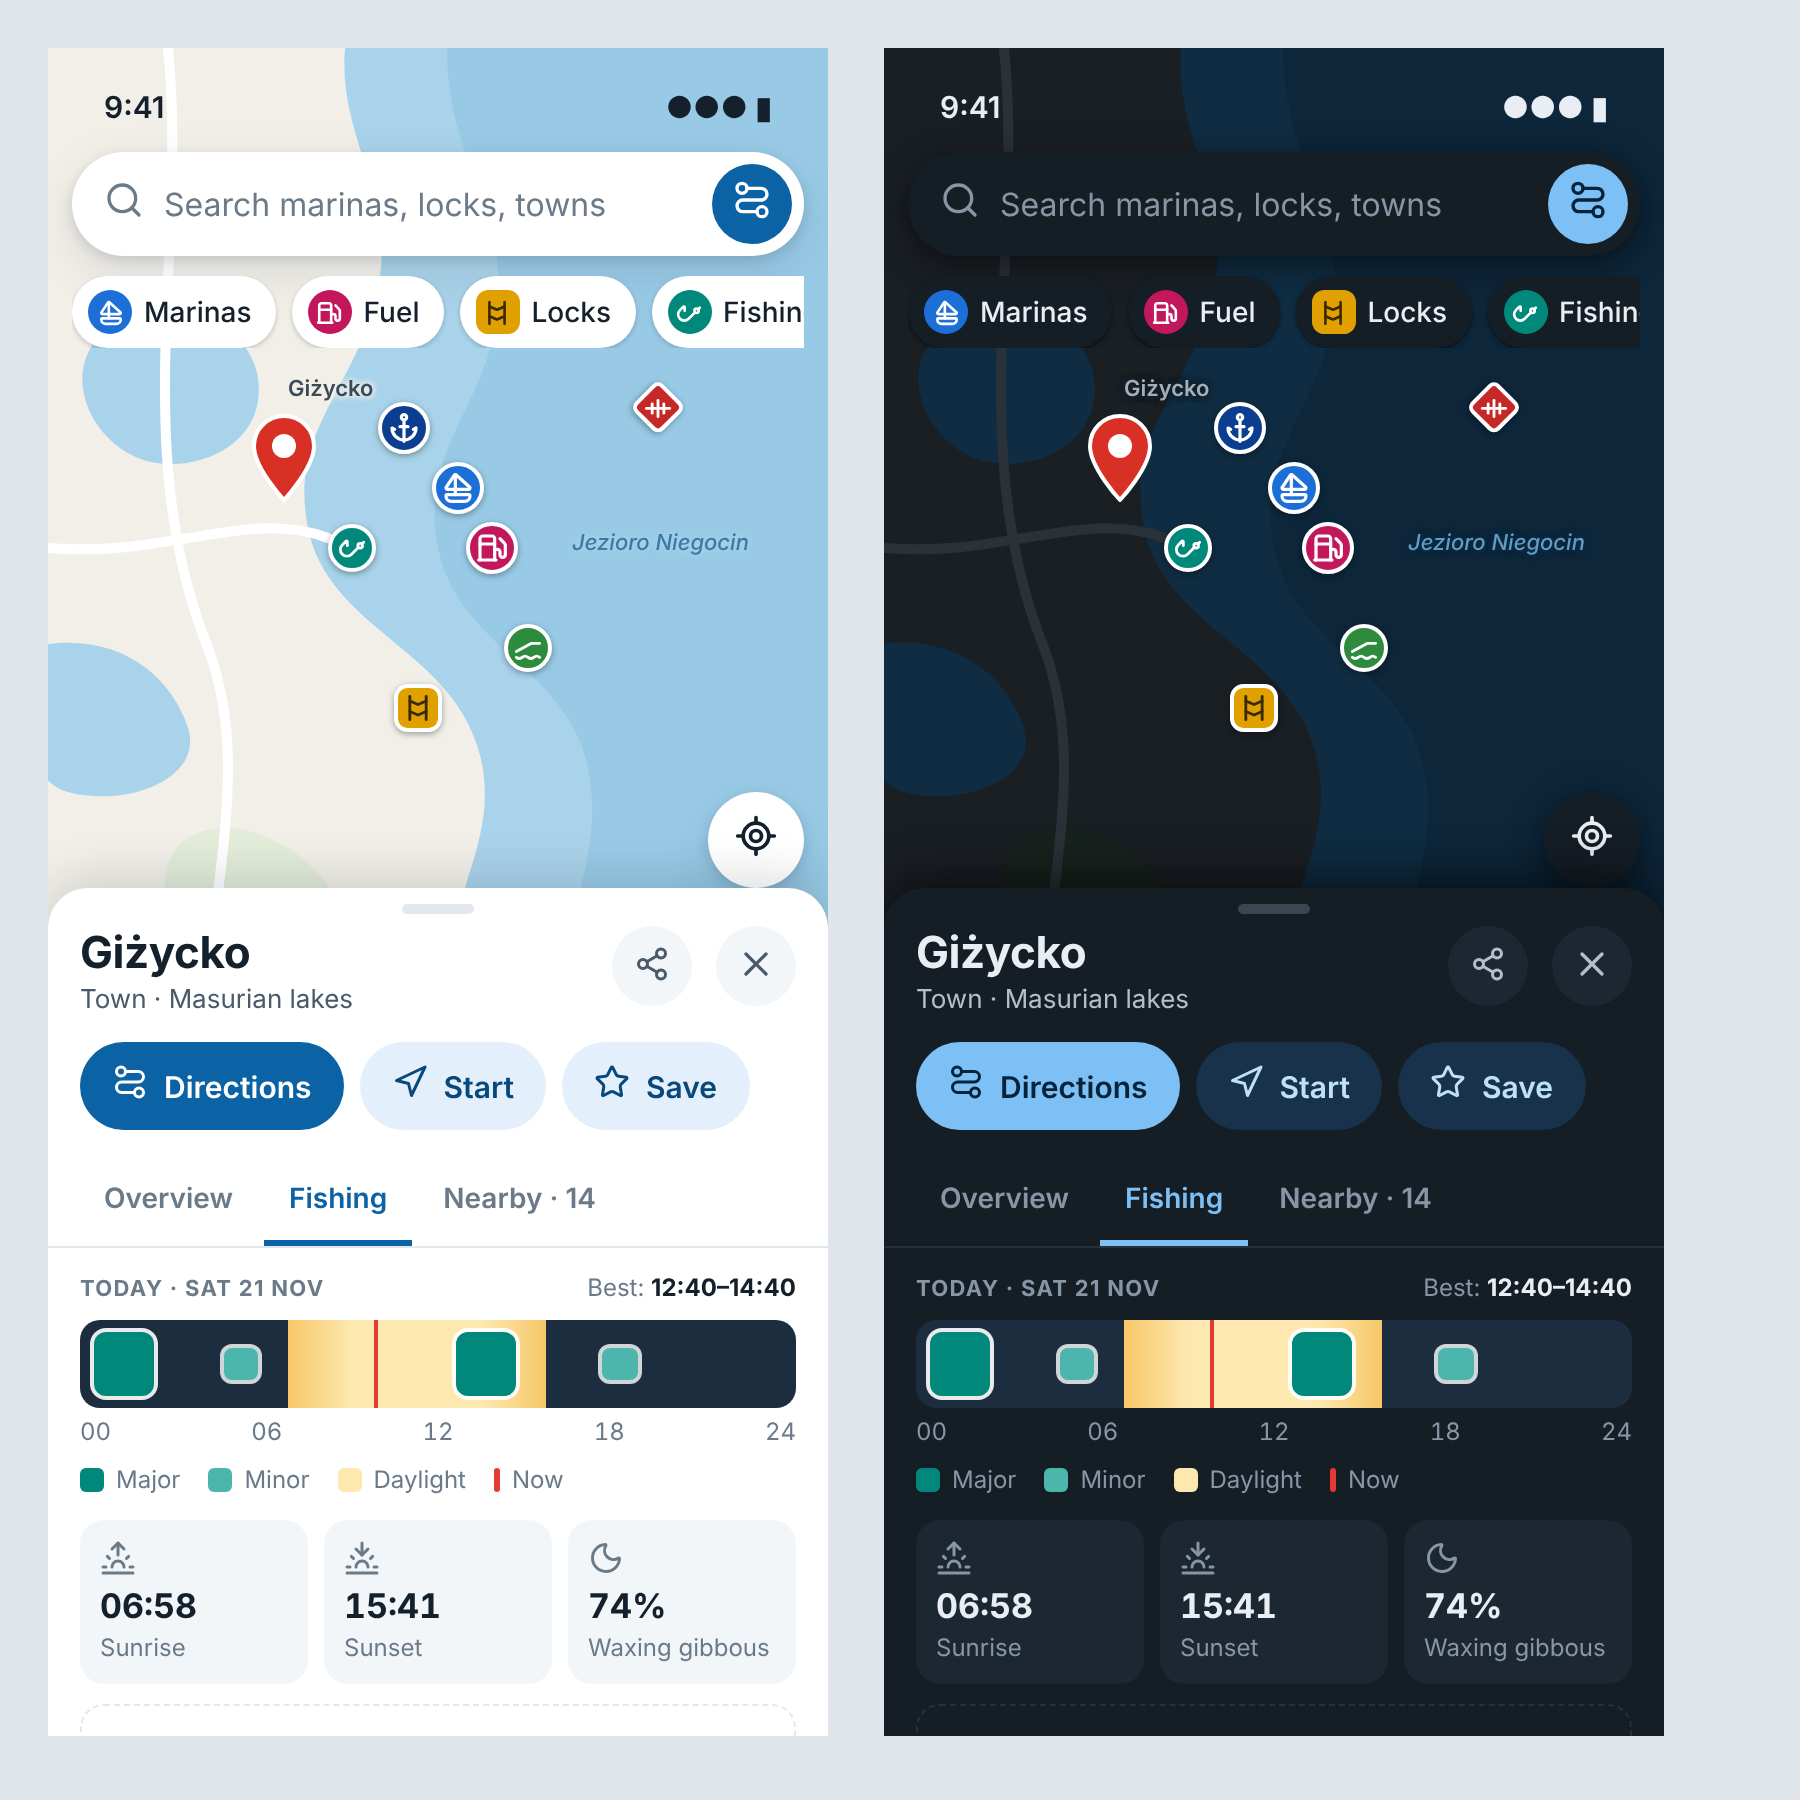 9:41
Search marinas, locks, towns
Marinas
Fuel
Locks
Fishin
Giżycko
Jezioro Niegocin
Giżycko
Town · Masurian lakes
Directions
Start
Save
Overview
Fishing
Nearby · 14
TODAY · SAT 21 NOV
Best: 12:40–14:40
00 06 12 18 24
Major
Minor
Daylight
Now
06:58
Sunrise
15:41
Sunset
74%
Waxing gibbous
9:41
Search marinas, locks, towns
Marinas
Fuel
Locks
Fishin
Giżycko
Jezioro Niegocin
Giżycko
Town · Masurian lakes
Directions
Start
Save
Overview
Fishing
Nearby · 14
TODAY · SAT 21 NOV
Best: 12:40–14:40
00 06 12 18 24
Major
Minor
Daylight
Now
06:58
Sunrise
15:41
Sunset
74%
Waxing gibbous